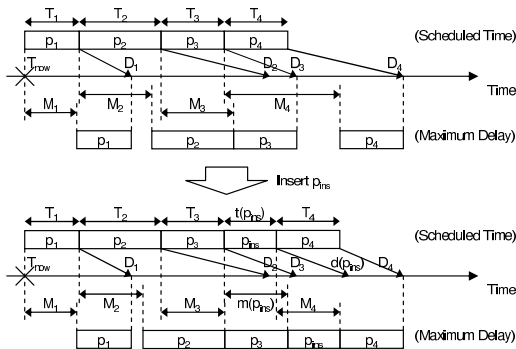 T1 T2 T3 T4
p1 p2 p3 p4 (Scheduled Time)
Tnow D1 D2 D3 D4 Time
M1 M2 M3 M4
p1 p2 p3 p4 (Maximum Delay)
Insert pins
T1 T2 T3 t(pins) T4
p1 p2 p3 pins p4 (Scheduled Time)
Tnow D1 D2 D3 d(pins) D4 Time
M1 M2 M3 m(pins) M4
p1 p2 p3 pins p4 (Maximum Delay)